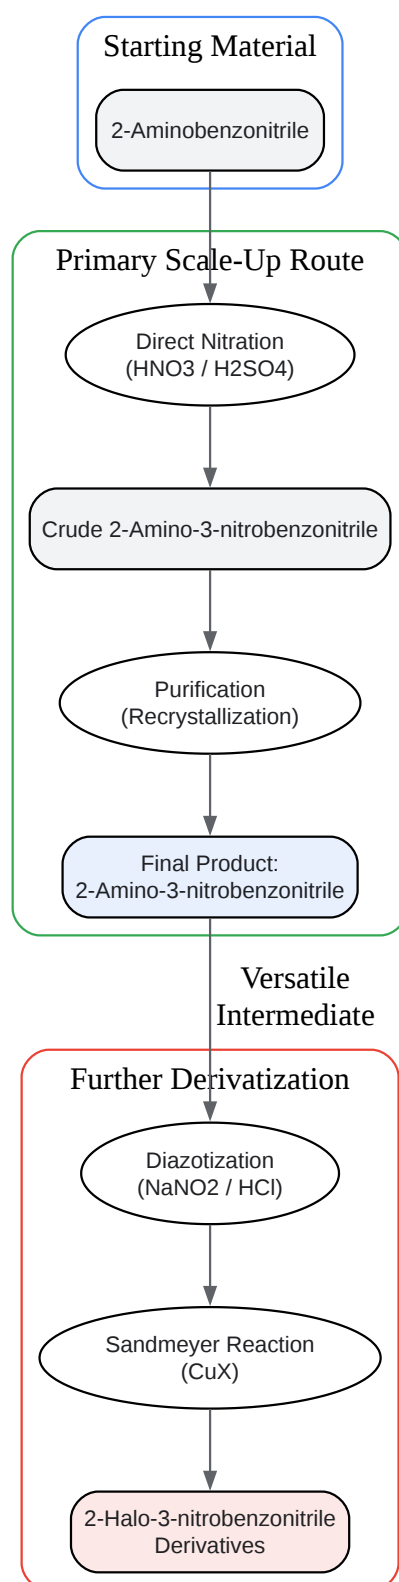 Starting Material
2-Aminobenzonitrile
Primary Scale-Up Route
Direct Nitration
(HNO3 / H2SO4)
Crude 2-Amino-3-nitrobenzonitrile
Purification
(Recrystallization)
Final Product:
2-Amino-3-nitrobenzonitrile
Versatile
Intermediate
Further Derivatization
Diazotization
(NaNO2 / HCl)
Sandmeyer Reaction
(CuX)
2-Halo-3-nitrobenzonitrile
Derivatives